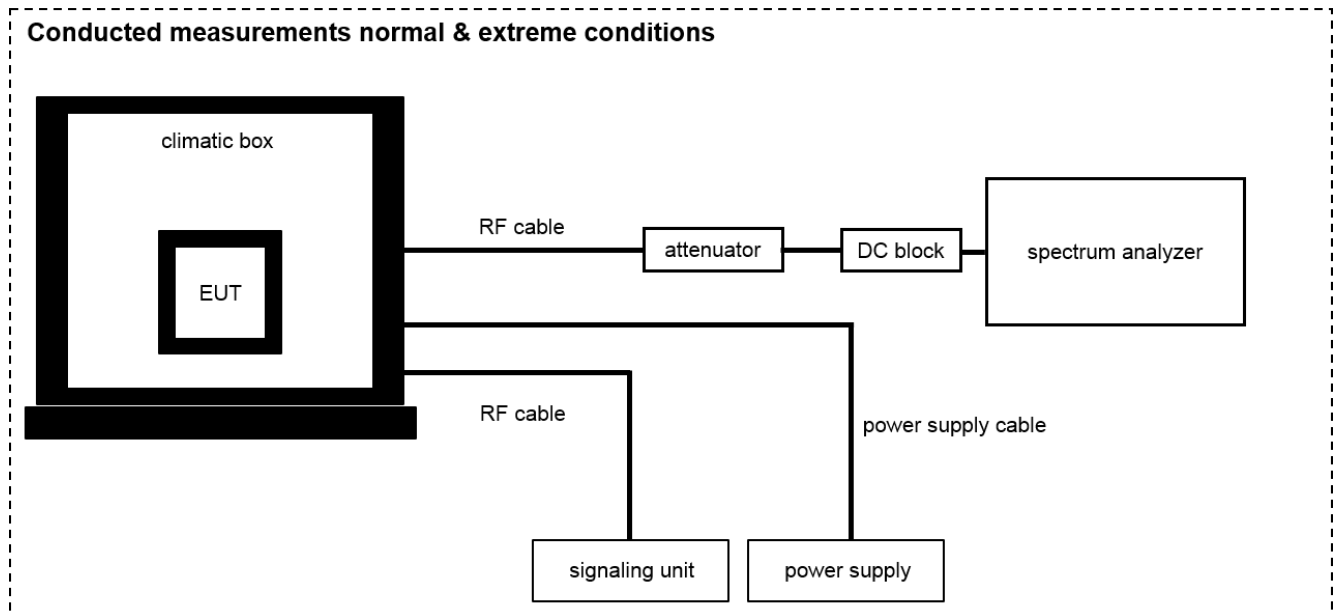 Conducted measurements normal & extreme conditions
climatic box
RF cable
attenuator
DC block
spectrum analyzer
EUT
RF cable
power supply cable
signaling unit
power supply